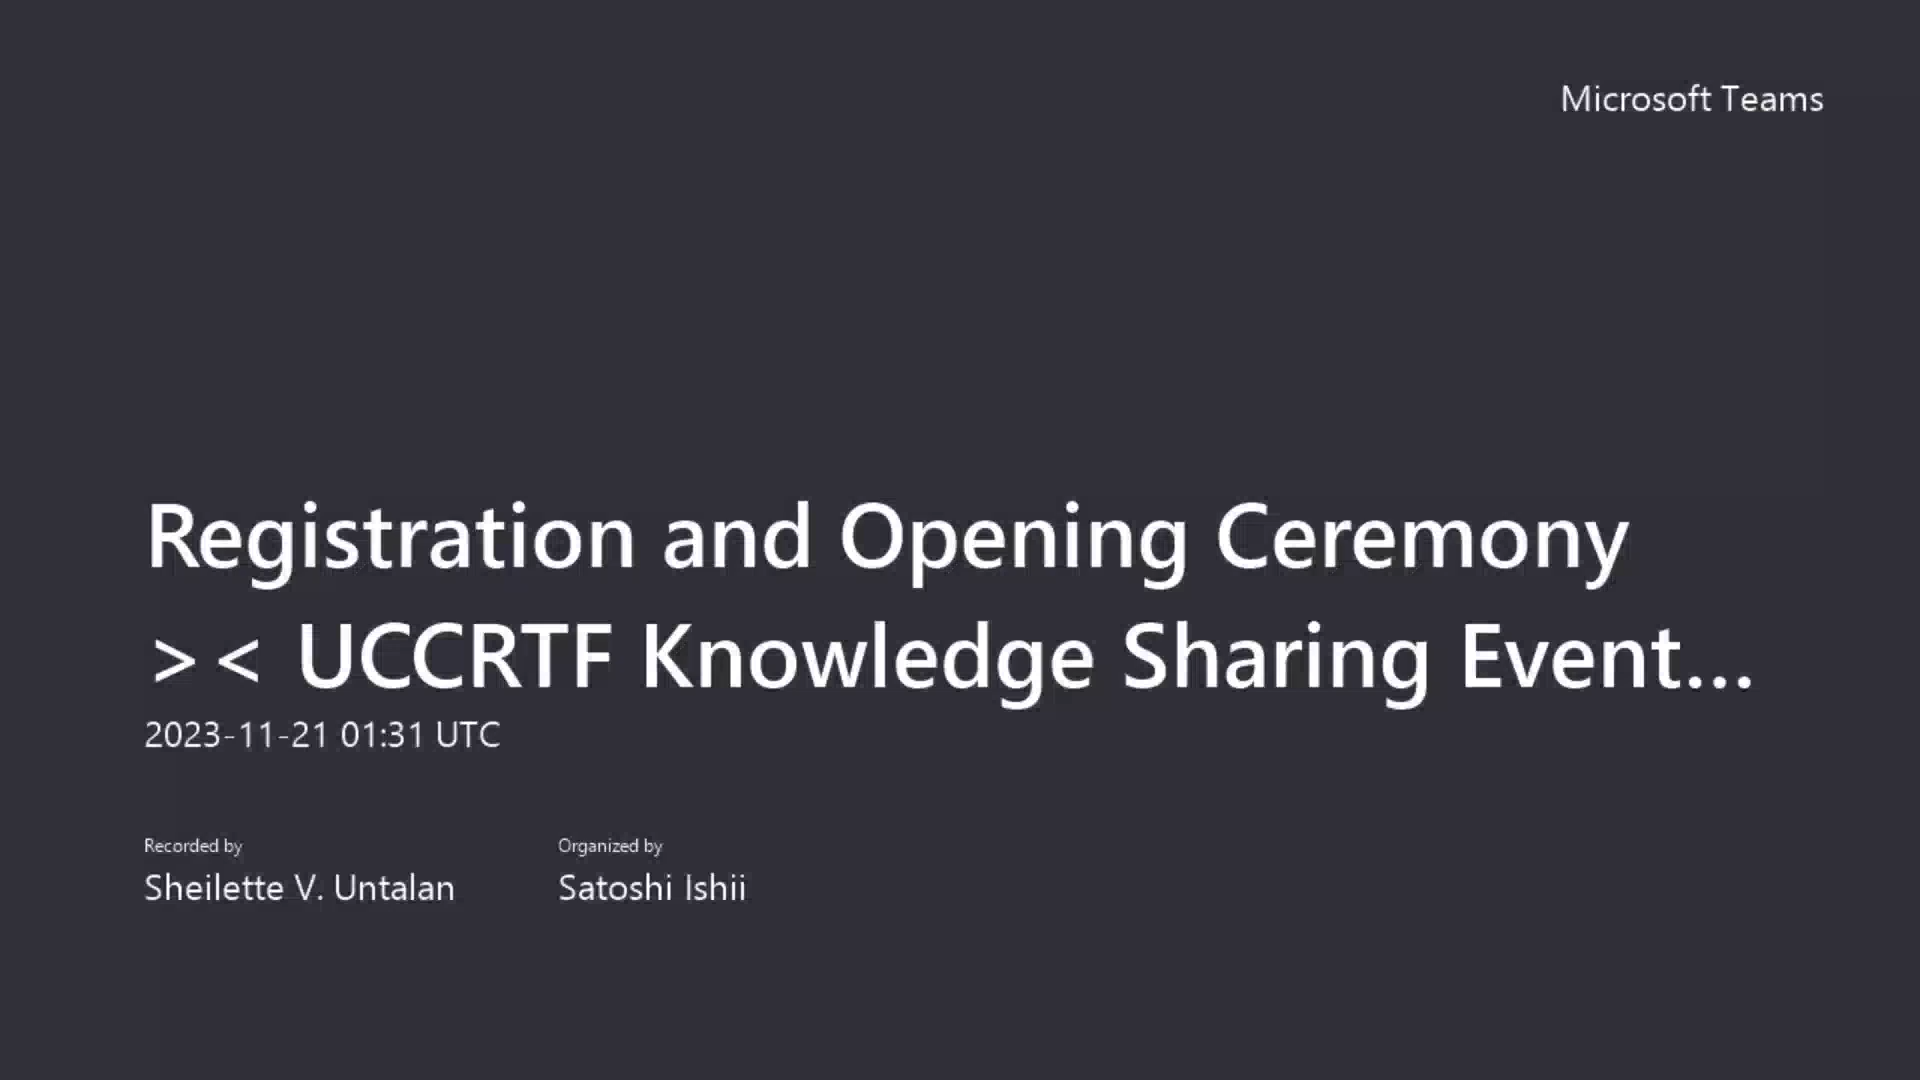 Microsoft Teams
Registration and Opening Ceremony
>< UCCRTF Knowledge Sharing Event...
2023-11-21 01:31 UTC
Recorded by
Sheilette V. Untalan
Organized by
Satoshi Ishii